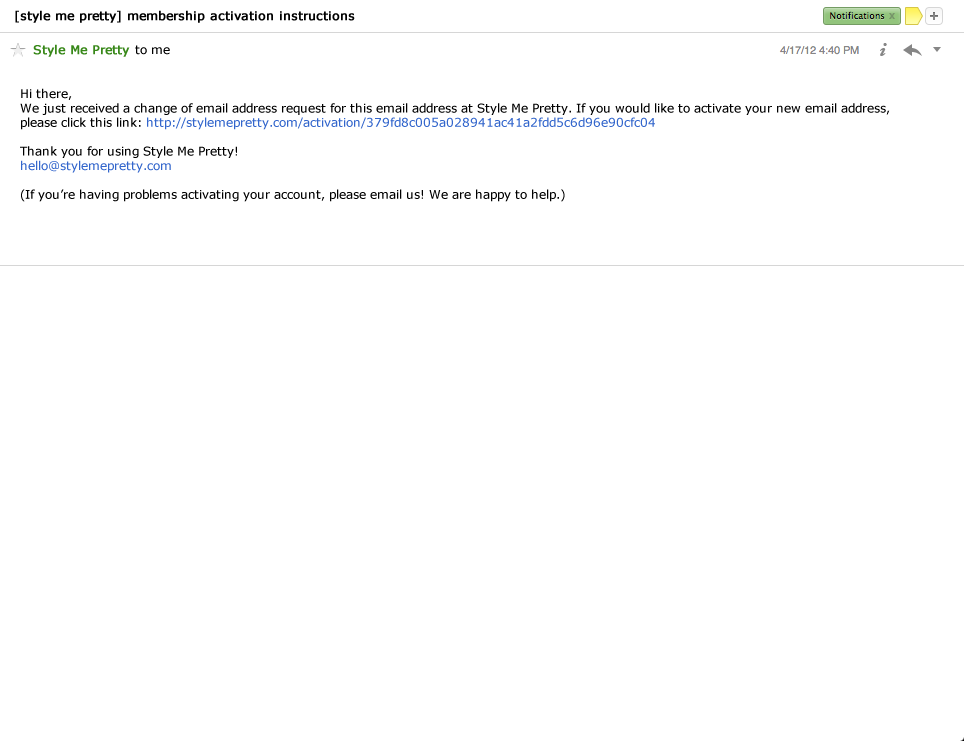 [style me pretty] membership activation instructions
Notifications x
+
Style Me Pretty to me
4/17/12 4:40 PM
i
Hi there,
We just received a change of email address request for this email address at Style Me Pretty. If you would like to activate your new email address,
please click this link: http://stylemepretty.com/activation/379fd8c005a028941ac41a2fdd5c6d96e90cfc04
Thank you for using Style Me Pretty!
hello@stylemepretty.com
(If you’re having problems activating your account, please email us! We are happy to help.)